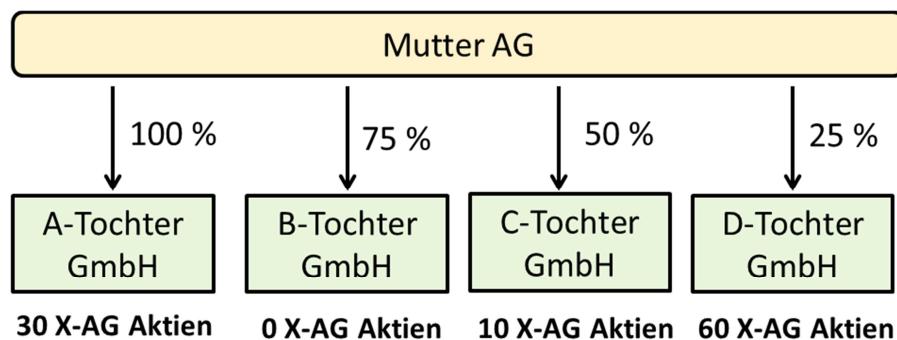 Mutter AG
100 %
75 %
50 %
25 %
A-Tochter
GmbH
B-Tochter
GmbH
C-Tochter
GmbH
D-Tochter
GmbH
30 X-AG Aktien
0 X-AG Aktien
10 X-AG Aktien
60 X-AG Aktien